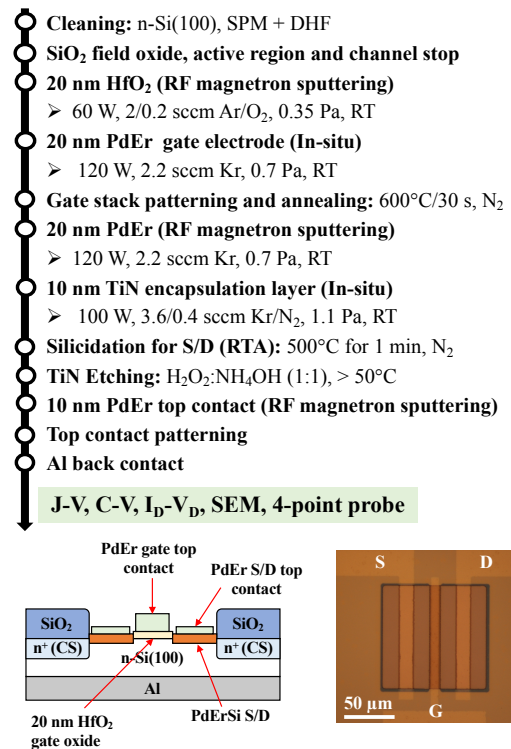 Cleaning: n-Si(100), SPM + DHF
SiO₂ field oxide, active region and channel stop
20 nm HfO₂ (RF magnetron sputtering)
➢ 60 W, 2/0.2 sccm Ar/O₂, 0.35 Pa, RT
20 nm PdEr gate electrode (In-situ)
➢ 120 W, 2.2 sccm Kr, 0.7 Pa, RT
Gate stack patterning and annealing: 600°C/30 s, N₂
20 nm PdEr (RF magnetron sputtering)
➢ 120 W, 2.2 sccm Kr, 0.7 Pa, RT
10 nm TiN encapsulation layer (In-situ)
➢ 100 W, 3.6/0.4 sccm Kr/N₂, 1.1 Pa, RT
Silicidation for S/D (RTA): 500°C for 1 min, N₂
TiN Etching: H₂O₂:NH₄OH (1:1), > 50°C
10 nm PdEr top contact (RF magnetron sputtering)
Top contact patterning
Al back contact
J-V, C-V, I_D-V_D, SEM, 4-point probe
PdEr gate top
contact
PdEr S/D top
contact
SiO₂
SiO₂
n⁺ (CS)
n⁺ (CS)
n-Si(100)
Al
20 nm HfO₂
gate oxide
PdErSi S/D
S
D
50 µm
G